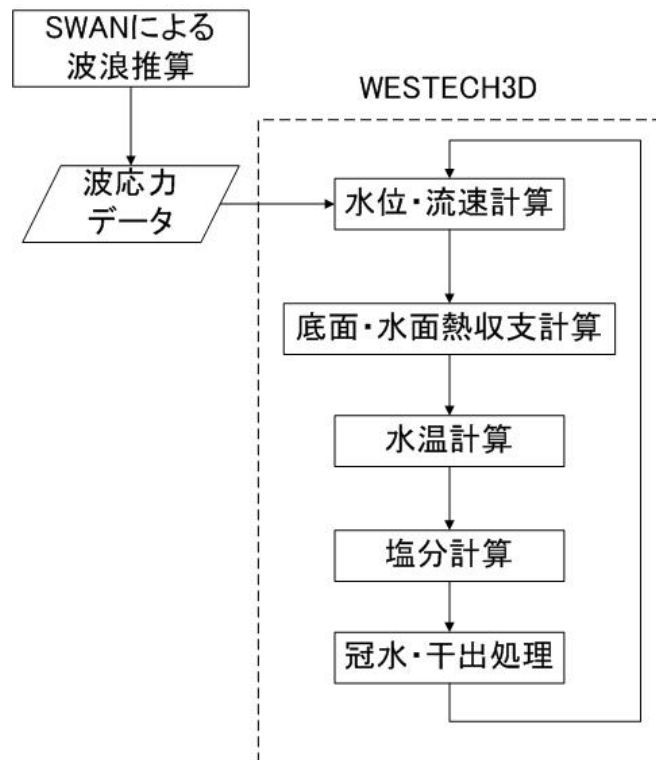 SWANによる
波浪推算
WESTECH3D
波応力
データ
水位・流速計算
底面・水面熱収支計算
水温計算
塩分計算
冠水・干出処理